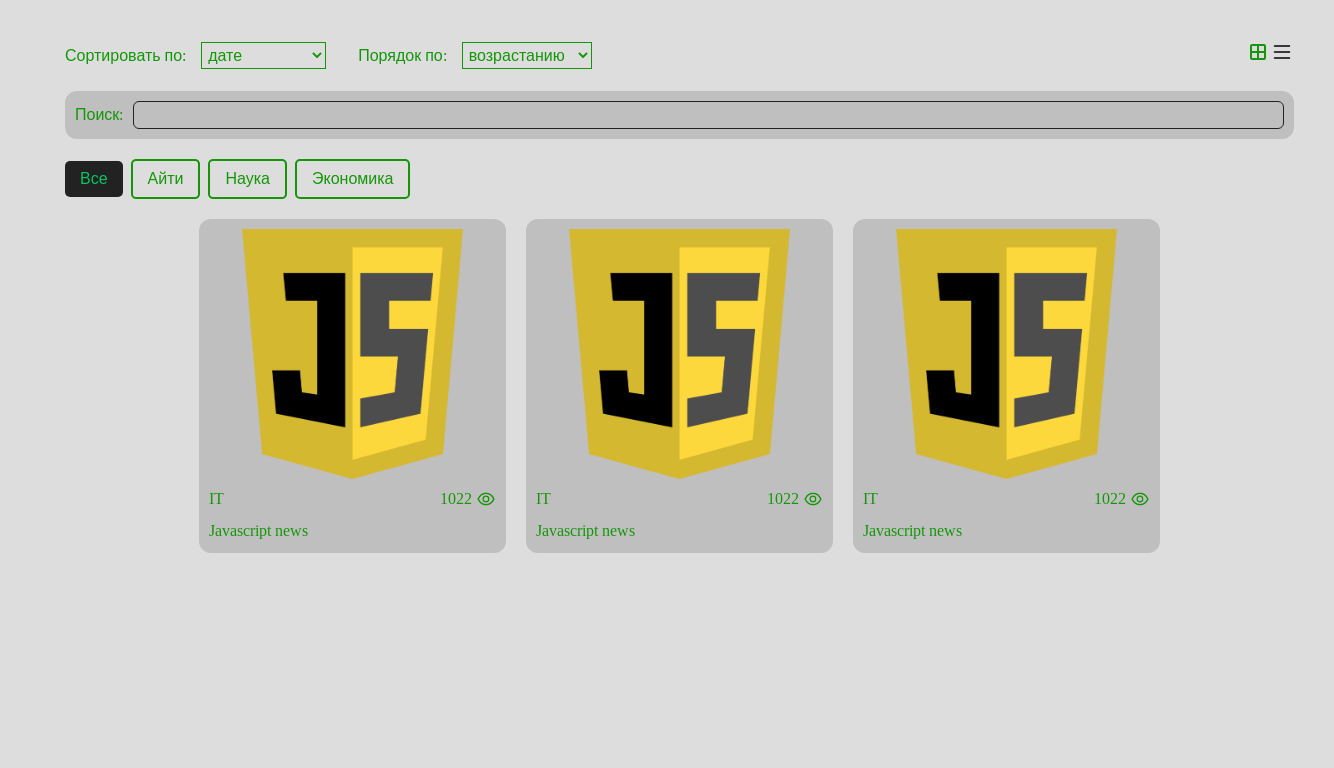 Сортировать по: дате Порядок по: возрастанию
Поиск:
Все Айти Наука Экономика
JS JS JS
IT 1022 IT 1022 IT 1022
Javascript news Javascript news Javascript news